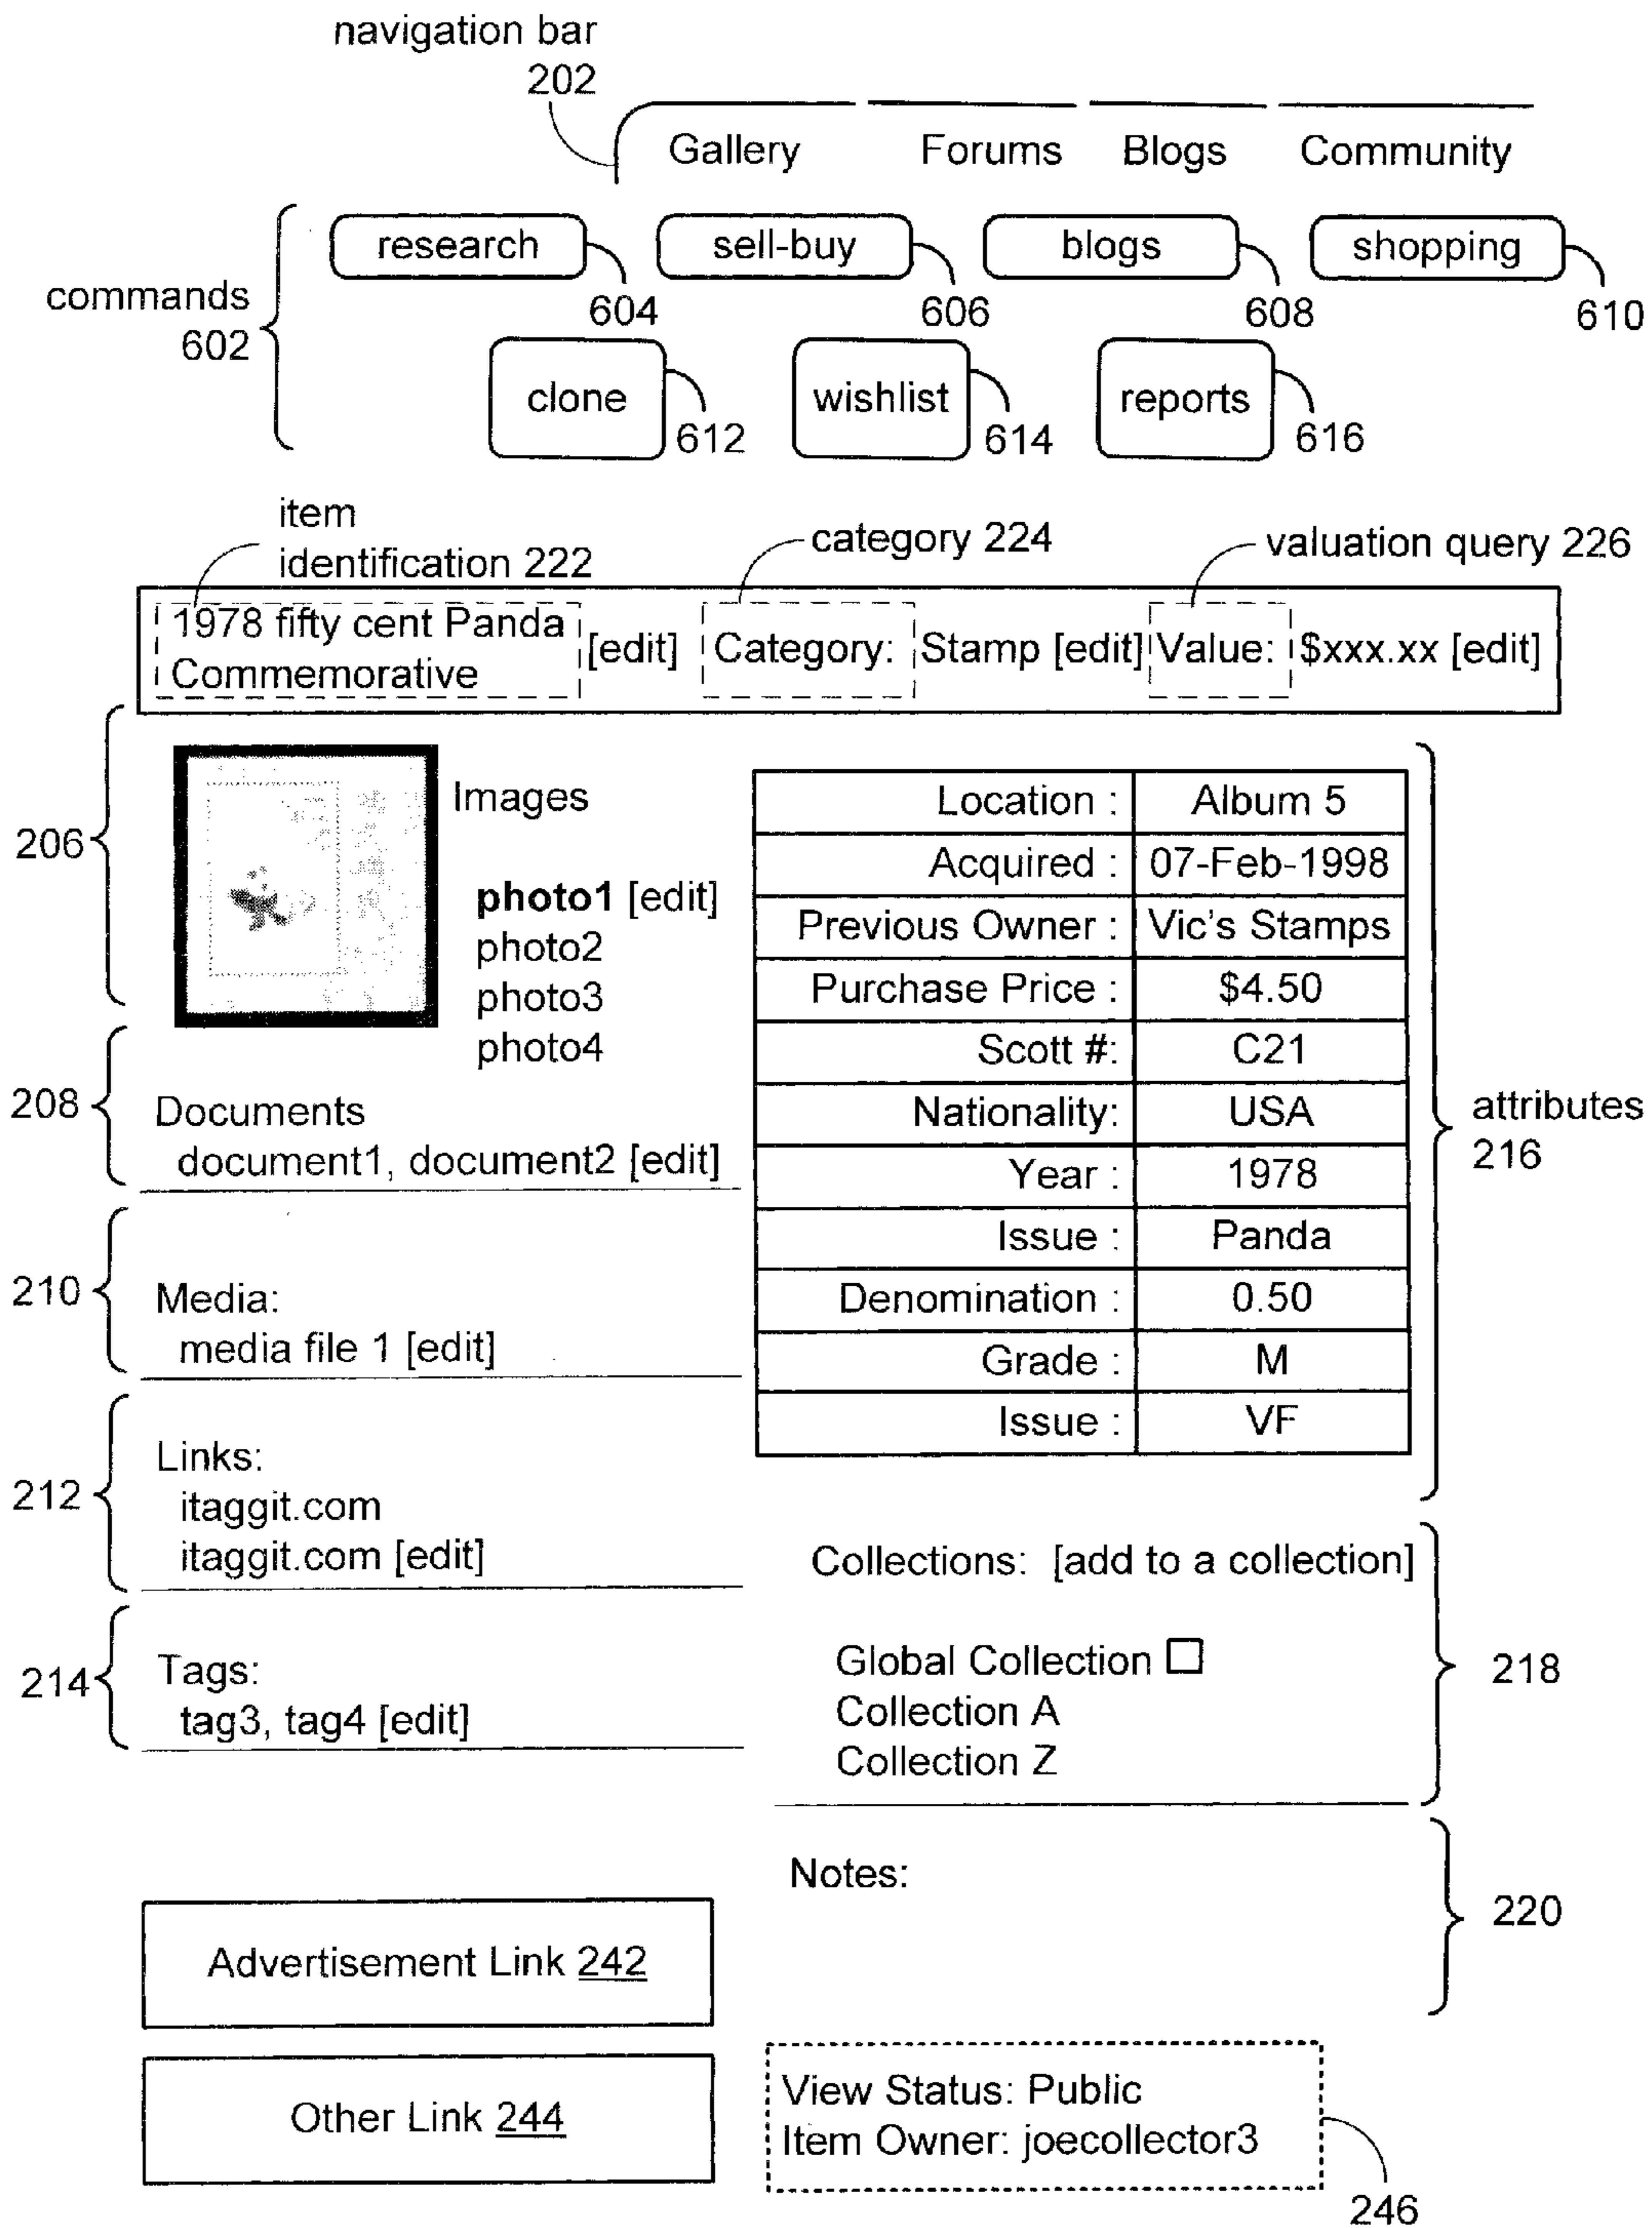 navigation bar
202
Gallery Forums Blogs Community
commands
602
research sell-buy blogs shopping
604 606 608 610
clone wishlist reports
612 614 616
item
identification 222
category 224
valuation query 226
1978 fifty cent Panda
Commemorative
[edit] Category: Stamp [edit] Value: $xxx.xx [edit]
206
Images
photo1 [edit]
photo2
photo3
photo4
208
Documents
document1, document2 [edit]
210
Media:
media file 1 [edit]
212
Links:
itaggit.com
itaggit.com [edit]
214
Tags:
tag3, tag4 [edit]
Location : Album 5
Acquired : 07-Feb-1998
Previous Owner : Vic's Stamps
Purchase Price : $4.50
Scott #: C21
Nationality: USA
Year : 1978
Issue : Panda
Denomination : 0.50
Grade : M
Issue : VF
attributes
216
Collections: [add to a collection]
Global Collection
Collection A
Collection Z
218
Notes:
220
Advertisement Link 242
Other Link 244
View Status: Public
Item Owner: joecollector3
246